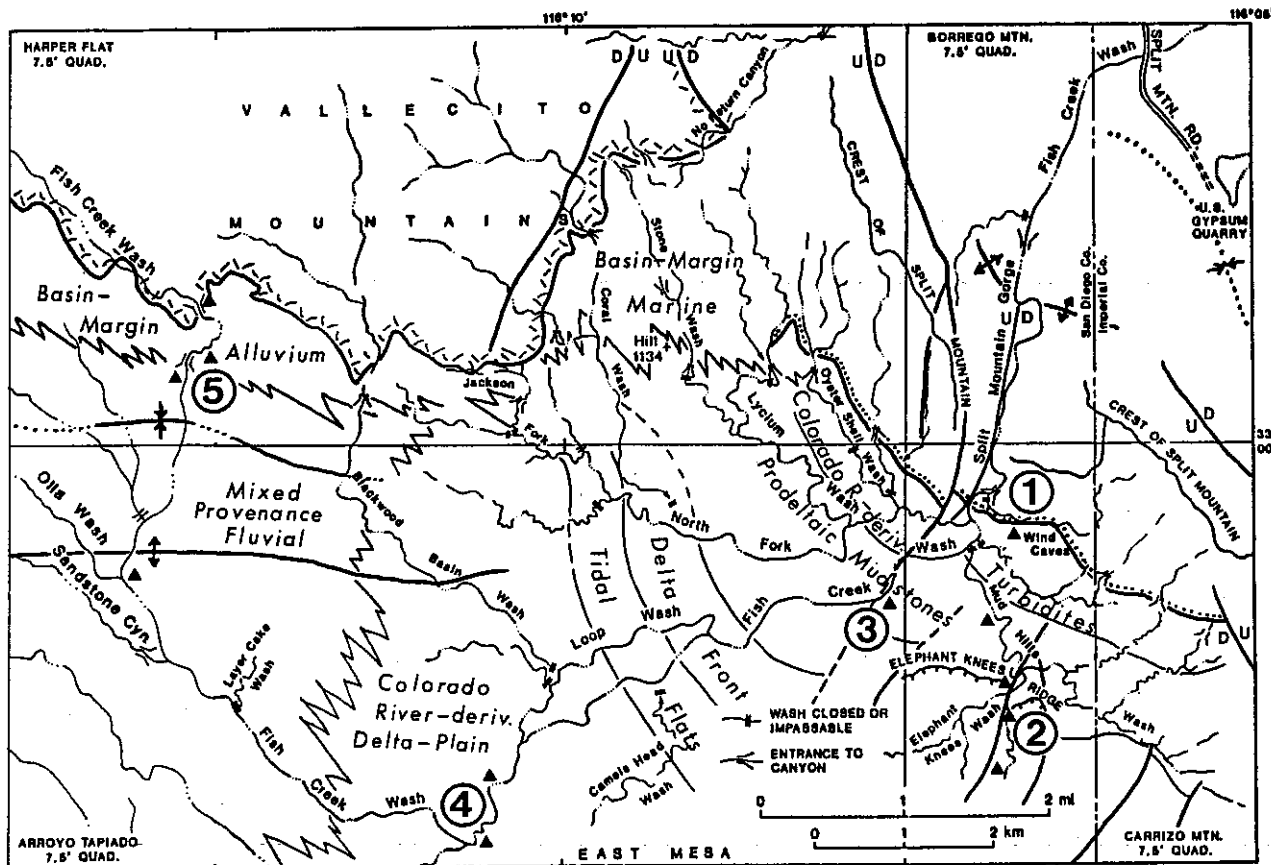 116° 10'
116° 05'
HARPER FLAT
7.5' QUAD.
BORREGO MTN.
7.5' QUAD.
D U U D
U D
VALLECITO
MOUNTAINS
No Return Canyon
Fish Creek Wash
SPLIT
MTN. RD.
U.S.
GYPSUM
QUARRY
San Diego Co.
Imperial Co.
Fish Creek Wash
CREST OF SPLIT MOUNTAIN
Split Mountain Gorge
U D
U D
CREST OF SPLIT MOUNTAIN
Basin-
Margin
Alluvium
Basin-Margin
Marine
Stone Wash
Corral Wash
Hill
1134
Jackson
Fork
5
33
00
Oyster Shell Wash
Lycium Wash
Colorado R. deriv.
Turbidites
Prodeltaic Mudstones
North Fork Wash
1
Wind
Caves
D U
Olla Wash
Mixed
Provenance
Fluvial
Blackwood Basin Wash
Sandstone Cyn.
Layer Cake
Wash
Tidal
Flats
Delta
Front
Loop Wash
Fish Creek
3
Mud Hills
Wash
ELEPHANT KNEES RIDGE
Elephant
Knees Wash
2
Colorado
River-deriv.
Delta-Plain
Fish Creek Wash
4
Camels Head
Wash
WASH CLOSED OR
IMPASSABLE
ENTRANCE TO
CANYON
0 1 2 mi
0 2 km
ARROYO TAPIADO
7.5' QUAD.
EAST MESA
CARRIZO MTN.
7.5' QUAD.